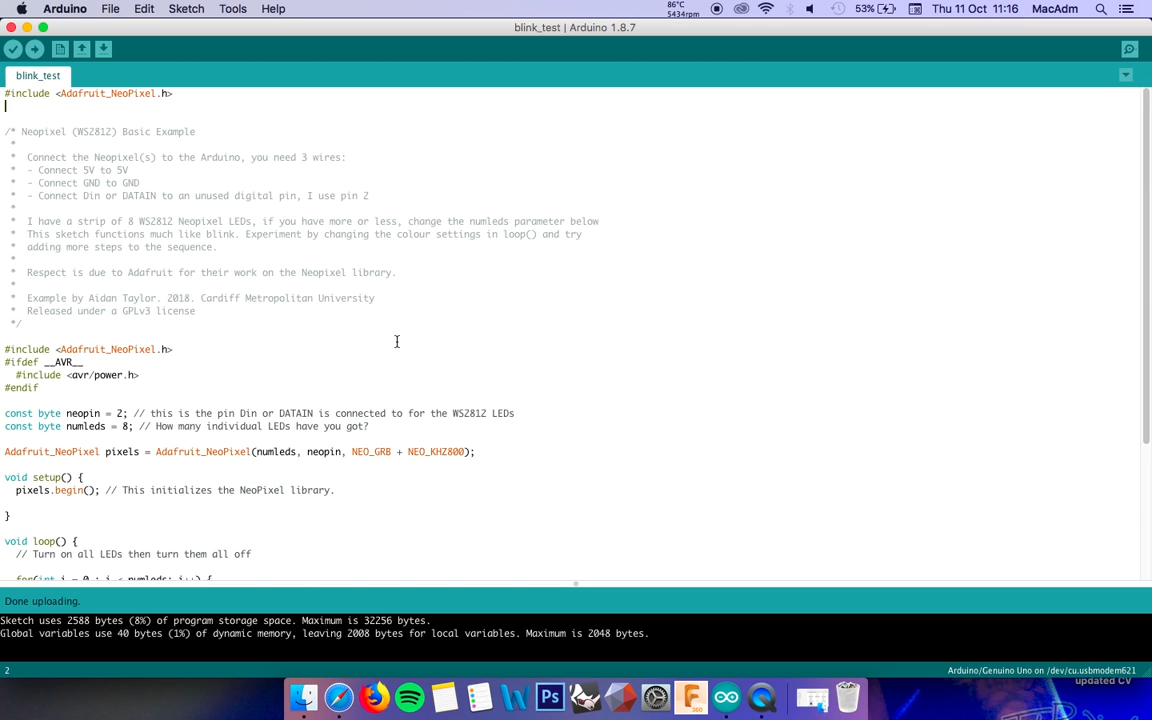 Arduino File Edit Sketch Tools Help 86°C 5434rpm 53% Thu 11 Oct 11:16 MacAdm
blink_test | Arduino 1.8.7
blink_test
#include <Adafruit_NeoPixel.h>
/* Neopixel (WS2812) Basic Example
*
* Connect the Neopixel(s) to the Arduino, you need 3 wires:
* - Connect 5V to 5V
* - Connect GND to GND
* - Connect Din or DATAIN to an unused digital pin, I use pin 2
*
* I have a strip of 8 WS2812 Neopixel LEDs, if you have more or less, change the numleds parameter below
* This sketch functions much like blink. Experiment by changing the colour settings in loop() and try
* adding more steps to the sequence.
*
* Respect is due to Adafruit for their work on the Neopixel library.
*
* Example by Aidan Taylor. 2018. Cardiff Metropolitan University
* Released under a GPLv3 license
*/
#include <Adafruit_NeoPixel.h>
#ifdef __AVR__
#include <avr/power.h>
#endif
const byte neopin = 2; // this is the pin Din or DATAIN is connected to for the WS2812 LEDs
const byte numleds = 8; // How many individual LEDs have you got?
Adafruit_NeoPixel pixels = Adafruit_NeoPixel(numleds, neopin, NEO_GRB + NEO_KHZ800);
void setup() {
pixels.begin(); // This initializes the NeoPixel library.
}
void loop() {
// Turn on all LEDs then turn them all off
for(int i = 0 ; i < numleds; i++) {
Done uploading.
Sketch uses 2588 bytes (8%) of program storage space. Maximum is 32256 bytes.
Global variables use 40 bytes (1%) of dynamic memory, leaving 2008 bytes for local variables. Maximum is 2048 bytes.
2 Arduino/Genuino Uno on /dev/cu.usbmodem621
updated CV
Ps
F
360